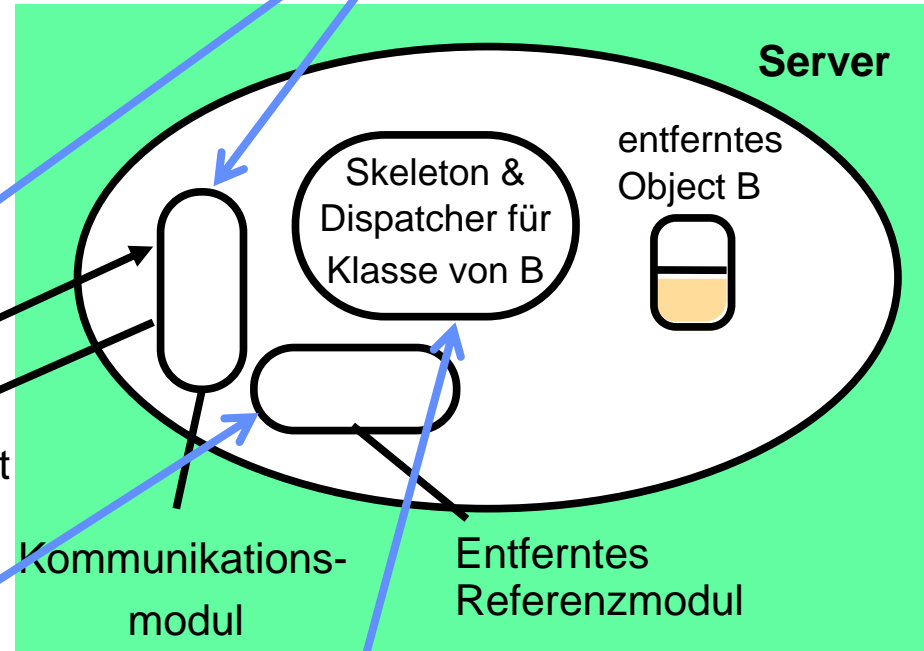 Server
entferntes
Object B
Skeleton &
Dispatcher für
Klasse von B
t
Kommunikations-
modul
Entferntes
Referenzmodul